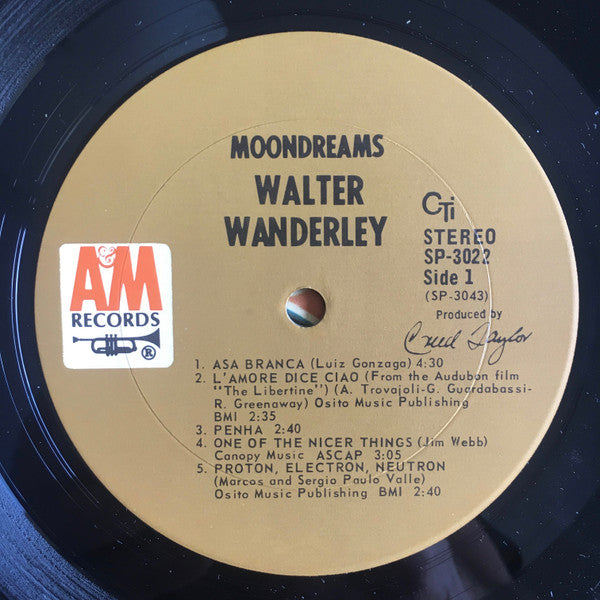 MOONDREAMS
WALTER
WANDERLEY
CTi
STEREO
SP-3022
Side 1
(SP-3043)
Produced by
Creed Taylor
A&M
RECORDS
®
1. ASA BRANCA (Luiz Gonzaga) 4:30
2. L'AMORE DICE CIAO (From the Audubon film
"The Libertine") (A. Trovajoli-G. Guardabassi-
R. Greenaway) Osito Music Publishing
BMI 2:35
3. PENHA 2:40
4. ONE OF THE NICER THINGS (Jim Webb)
Canopy Music ASCAP 3:05
5. PROTON, ELECTRON, NEUTRON
(Marcos and Sergio Paulo Valle)
Osito Music Publishing BMI 2:40